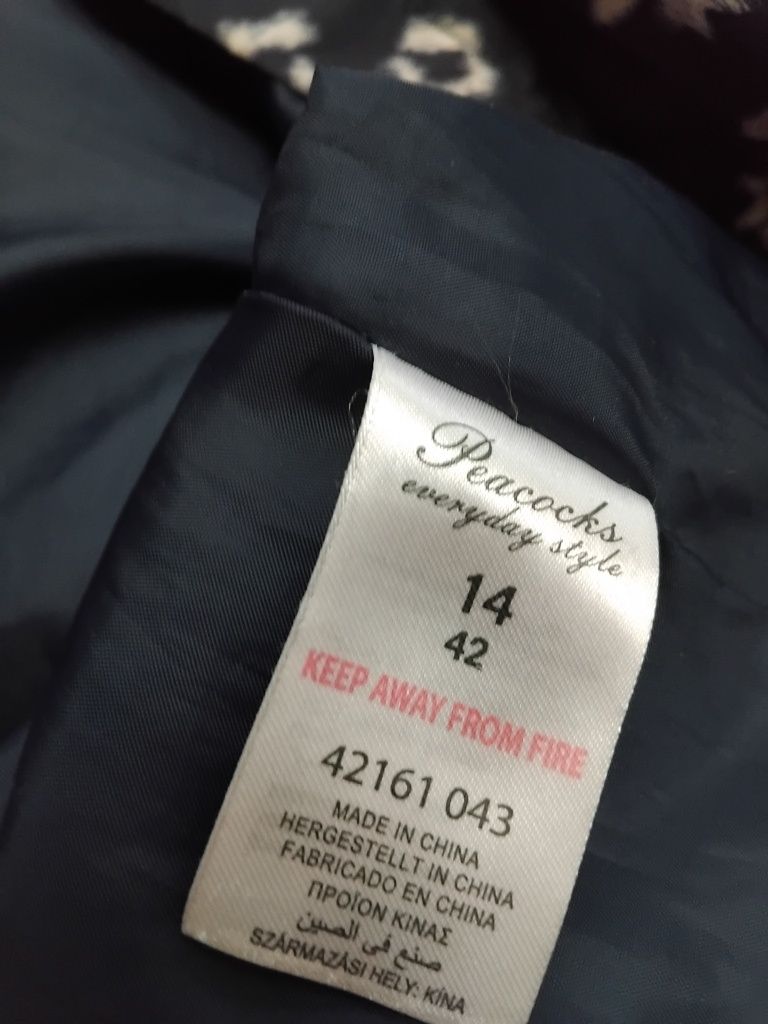 Peacocks
everyday style
14
42
KEEP AWAY FROM FIRE
42161 043
MADE IN CHINA
HERGESTELLT IN CHINA
FABRICADO EN CHINA
ΠΡΟΪΟΝ ΚΙΝΑΣ
صنع في الصين
SZÁRMAZÁSI HELY: KÍNA